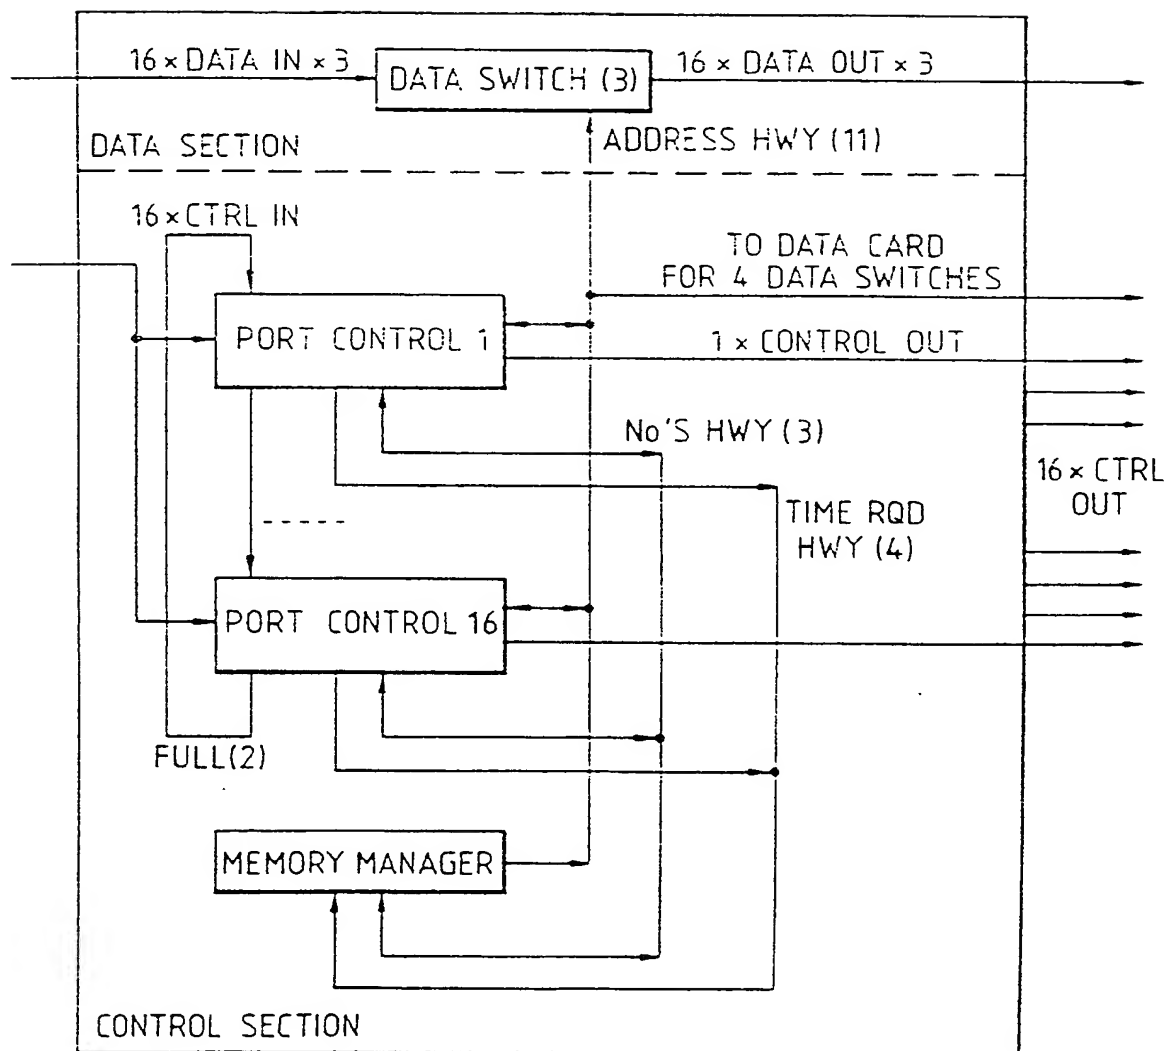 16 × DATA IN × 3
DATA SWITCH (3)
16 × DATA OUT × 3
ADDRESS HWY (11)
DATA SECTION
16 × CTRL IN
TO DATA CARD
FOR 4 DATA SWITCHES
PORT CONTROL 1
1 × CONTROL OUT
No'S HWY (3)
16 × CTRL
OUT
TIME RQD
HWY (4)
PORT CONTROL 16
FULL(2)
MEMORY MANAGER
CONTROL SECTION